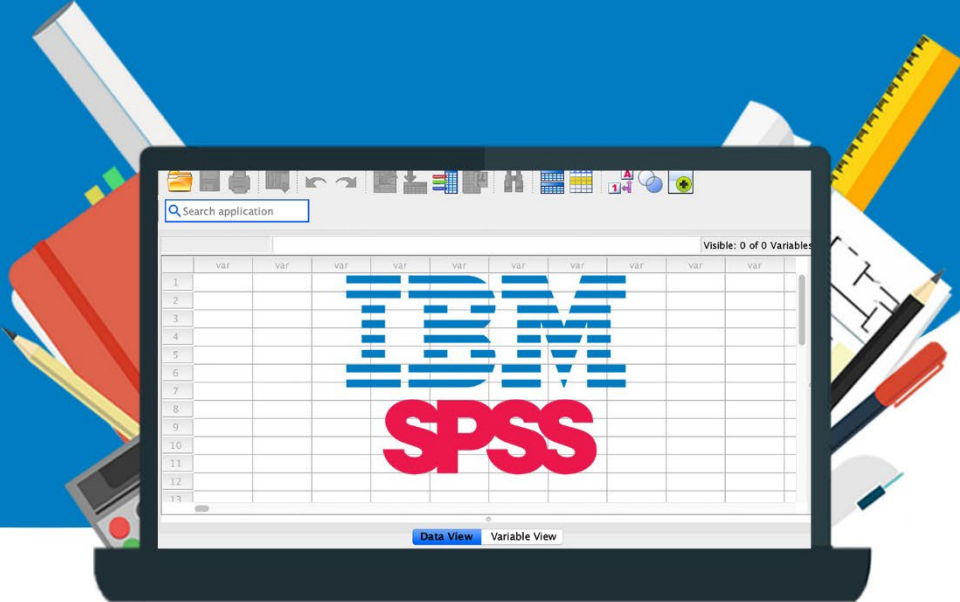 Search application
Visible: 0 of 0 Variables
var var var var var var var var var var
1
2
3
4
5
6
7
8
9
10
11
12
13
IBM
SPSS
Data View Variable View